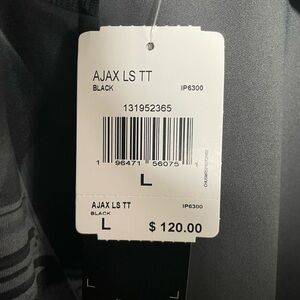 AJAX LS TT
BLACK IP6300
131952365
1 96471 56075 1
L
AJAX LS TT IP6300
BLACK
L $ 120.00